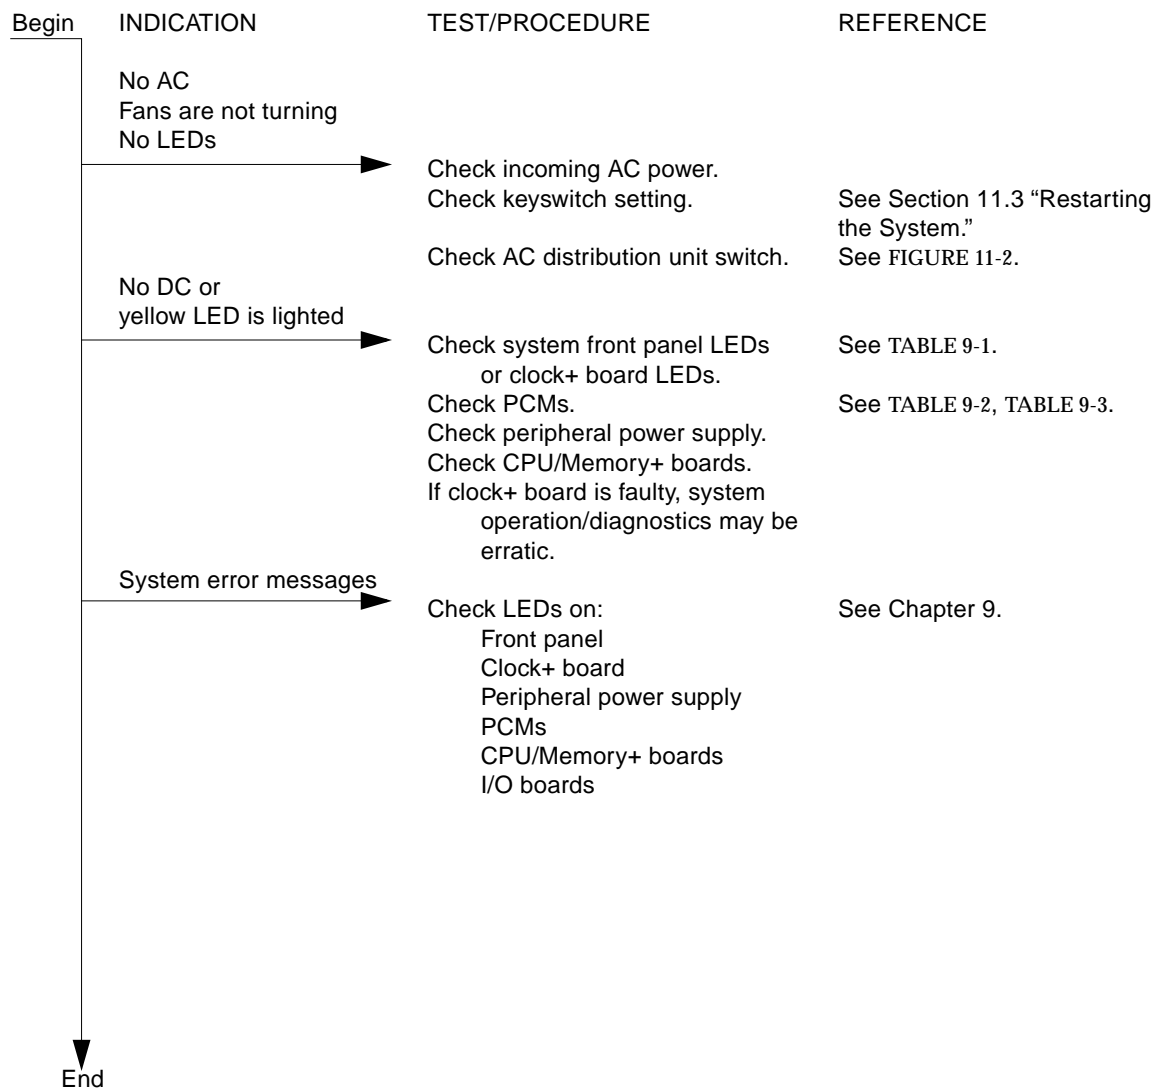 Begin INDICATION TEST/PROCEDURE REFERENCE
No AC
Fans are not turning
No LEDs
Check incoming AC power.
Check keyswitch setting. See Section 11.3 “Restarting
the System.”
Check AC distribution unit switch. See FIGURE 11-2.
No DC or
yellow LED is lighted
Check system front panel LEDs See TABLE 9-1.
or clock+ board LEDs.
Check PCMs. See TABLE 9-2, TABLE 9-3.
Check peripheral power supply.
Check CPU/Memory+ boards.
If clock+ board is faulty, system
operation/diagnostics may be
erratic.
System error messages
Check LEDs on: See Chapter 9.
Front panel
Clock+ board
Peripheral power supply
PCMs
CPU/Memory+ boards
I/O boards
End